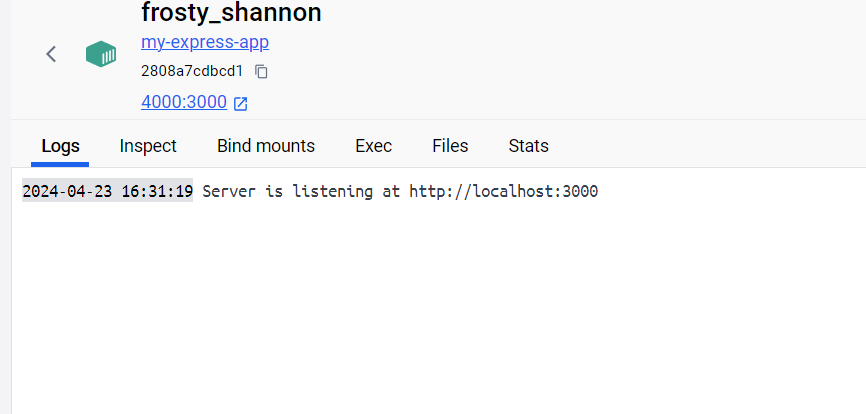 frosty_shannon
my-express-app
2808a7cdbcd1
4000:3000
Logs Inspect Bind mounts Exec Files Stats
2024-04-23 16:31:19 Server is listening at http://localhost:3000